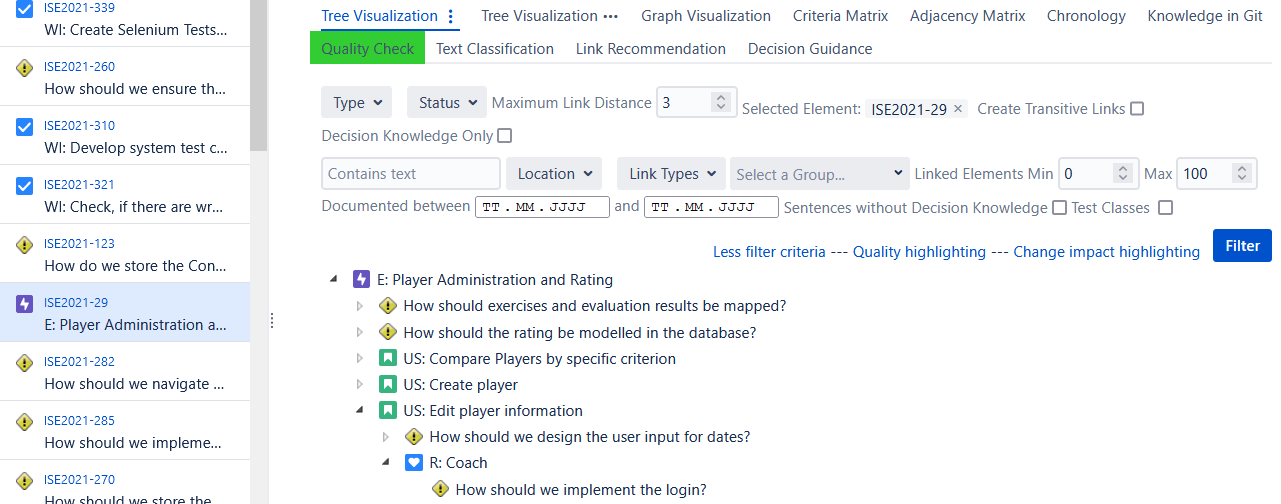 ISE2021-339
WI: Create Selenium Tests...
ISE2021-260
How should we ensure th...
ISE2021-310
WI: Develop system test c...
ISE2021-321
WI: Check, if there are wr...
ISE2021-123
How do we store the Con...
ISE2021-29
E: Player Administration a...
ISE2021-282
How should we navigate ...
ISE2021-285
How should we impleme...
ISE2021-270
How should we store the
Tree Visualization Tree Visualization Graph Visualization Criteria Matrix Adjacency Matrix Chronology Knowledge in Git
Quality Check Text Classification Link Recommendation Decision Guidance
Type Status Maximum Link Distance 3 Selected Element: ISE2021-29 × Create Transitive Links
Decision Knowledge Only
Contains text Location Link Types Select a Group... Linked Elements Min 0 Max 100
Documented between TT.MM.JJJJ and TT.MM.JJJJ Sentences without Decision Knowledge Test Classes
Less filter criteria --- Quality highlighting --- Change impact highlighting Filter
E: Player Administration and Rating
How should exercises and evaluation results be mapped?
How should the rating be modelled in the database?
US: Compare Players by specific criterion
US: Create player
US: Edit player information
How should we design the user input for dates?
R: Coach
How should we implement the login?